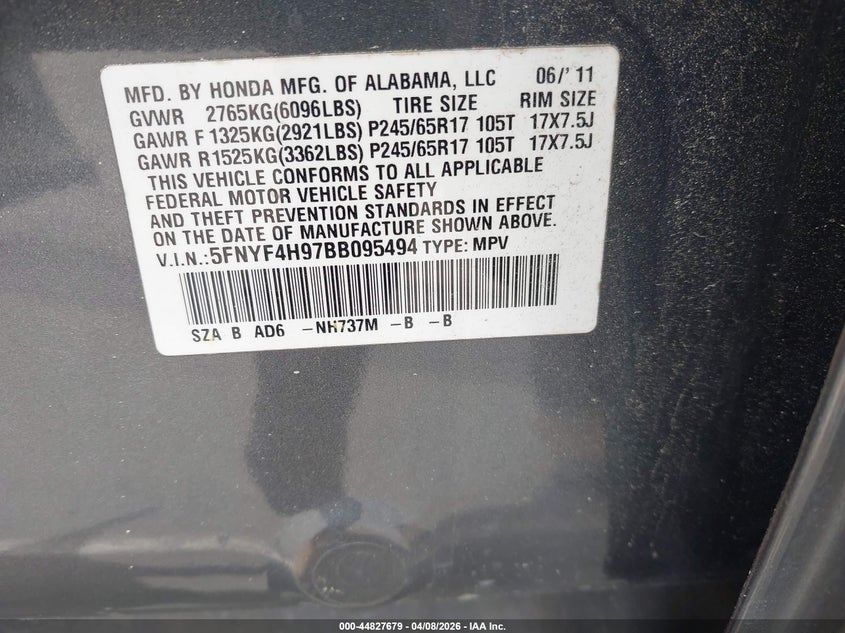 MFD. BY HONDA MFG. OF ALABAMA, LLC 06/'11
GVWR 2765KG(6096LBS) TIRE SIZE RIM SIZE
GAWR F 1325KG(2921LBS) P245/65R17 105T 17X7.5J
GAWR R1525KG(3362LBS) P245/65R17 105T 17X7.5J
THIS VEHICLE CONFORMS TO ALL APPLICABLE
FEDERAL MOTOR VEHICLE SAFETY
AND THEFT PREVENTION STANDARDS IN EFFECT
ON THE DATE OF MANUFACTURE SHOWN ABOVE.
V.I.N.:5FNYF4H97BB095494 TYPE: MPV
SZA B AD6 -NH737M -B -B
000-44827679 | 04/08/2026 | IAA Inc.